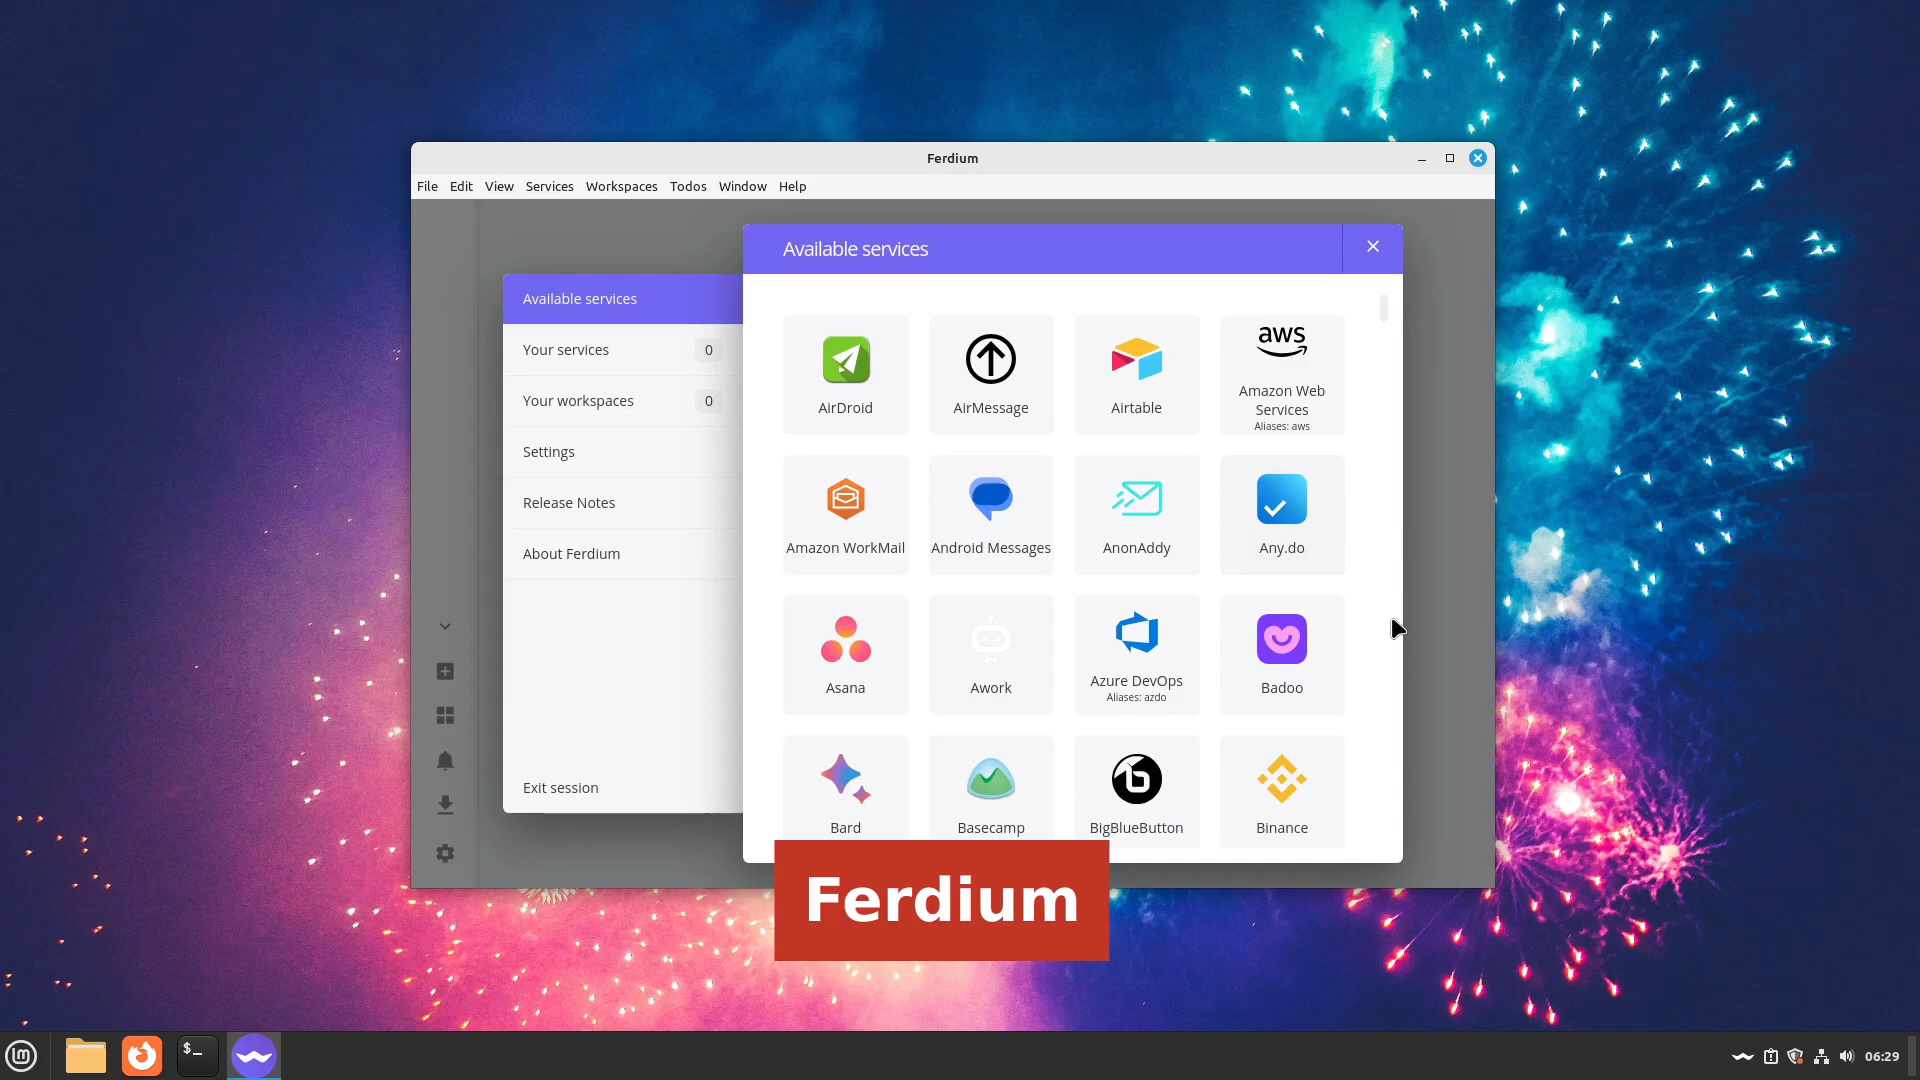 Ferdium
File Edit View Services Workspaces Todos Window Help
Available services
Available services
Your services 0
Your workspaces 0
Settings
Release Notes
About Ferdium
Exit session
AirDroid
AirMessage
Airtable
aws
Amazon Web
Services
Aliases: aws
Amazon WorkMail
Android Messages
AnonAddy
Any.do
Asana
Awork
Azure DevOps
Aliases: azdo
Badoo
Bard
Basecamp
BigBlueButton
Binance
Ferdium
$_
06:29